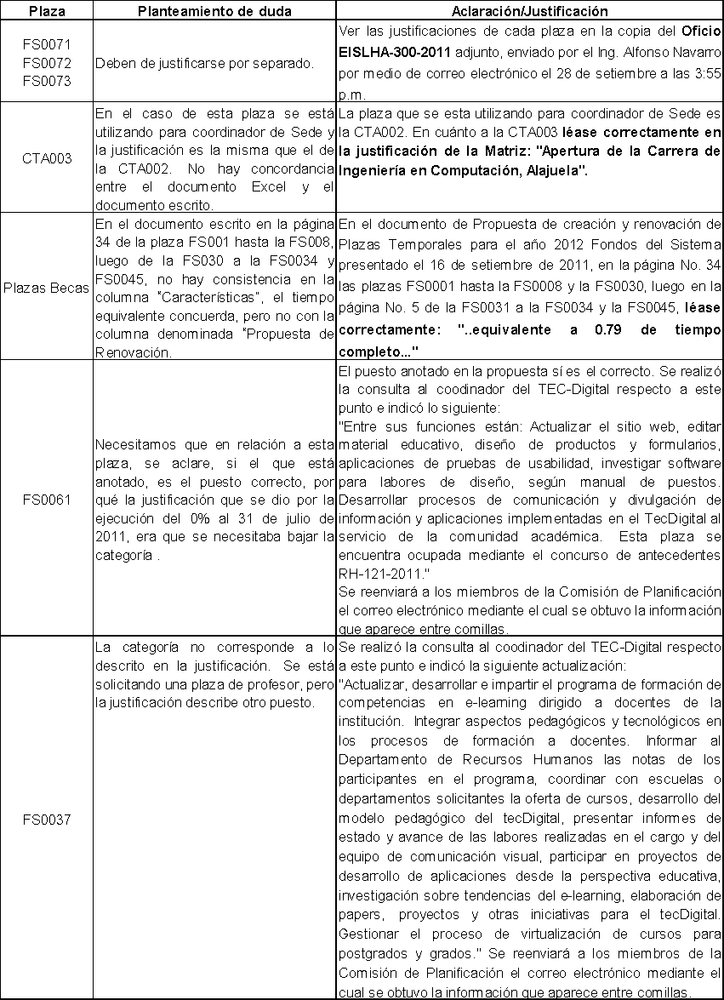 Plaza
Planteamiento de duda
Aclaración/Justificación
FS0071
FS0072
FS0073
Deben de justificarse por separado.
Ver las justificaciones de cada plaza en la copia del Oficio
EISLHA-300-2011 adjunto, enviado por el Ing. Alfonso Navarro
por medio de correo electrónico el 28 de setiembre a las 3:55
p.m.
CTA003
En el caso de esta plaza se está
utilizando para coordinador de Sede y
la justificación es la misma que el de
la CTA002. No hay concordancia
entre el documento Excel y el
documento escrito.
La plaza que se esta utilizando para coordinador de Sede es
la CTA002. En cuánto a la CTA003 léase correctamente en
la justificación de la Matriz: "Apertura de la Carrera de
Ingeniería en Computación, Alajuela".
Plazas Becas
En el documento escrito en la página
34 de la plaza FS001 hasta la FS008,
luego de la FS030 a la FS0034 y
FS0045, no hay consistencia en la
columna "Características", el tiempo
equivalente concuerda, pero no con la
columna denominada "Propuesta de
Renovación.
En el documento de Propuesta de creación y renovación de
Plazas Temporales para el año 2012 Fondos del Sistema
presentado el 16 de setiembre de 2011, en la página No. 34
las plazas FS0001 hasta la FS0008 y la FS0030, luego en la
página No. 5 de la FS0031 a la FS0034 y la FS0045, léase
correctamente: "..equivalente a 0.79 de tiempo
completo..."
FS0061
Necesitamos que en relación a esta
plaza, se aclare, si el que está
anotado, es el puesto correcto, por
qué la justificación que se dio por la
ejecución del 0% al 31 de julio de
2011, era que se necesitaba bajar la
categoría .
El puesto anotado en la propuesta sí es el correcto. Se realizó
la consulta al coodinador del TEC-Digital respecto a este
punto e indicó lo siguiente:
"Entre sus funciones están: Actualizar el sitio web, editar
material educativo, diseño de productos y formularios,
aplicaciones de pruebas de usabilidad, investigar software
para labores de diseño, según manual de puestos.
Desarrollar procesos de comunicación y divulgación de
información y aplicaciones implementadas en el TecDigital al
servicio de la comunidad académica. Esta plaza se
encuentra ocupada mediante el concurso de antecedentes
RH-121-2011."
Se reenviará a los miembros de la Comisión de Planificación
el correo electrónico mediante el cual se obtuvo la información
que aparece entre comillas.
FS0037
La categoría no corresponde a lo
descrito en la justificación. Se está
solicitando una plaza de profesor, pero
la justificación describe otro puesto.
Se realizó la consulta al coodinador del TEC-Digital respecto
a este punto e indicó la siguiente actualización:
"Actualizar, desarrollar e impartir el programa de formación de
competencias en e-learning dirigido a docentes de la
institución. Integrar aspectos pedagógicos y tecnológicos en
los procesos de formación a docentes. Informar al
Departamento de Recursos Humanos las notas de los
participantes en el programa, coordinar con escuelas o
departamentos solicitantes la oferta de cursos, desarrollo del
modelo pedagógico del tecDigital, presentar informes de
estado y avance de las labores realizadas en el cargo y del
equipo de comunicación visual, participar en proyectos de
desarrollo de aplicaciones desde la perspectiva educativa,
investigación sobre tendencias del e-learning, elaboración de
papers, proyectos y otras iniciativas para el tecDigital.
Gestionar el proceso de virtualización de cursos para
postgrados y grados." Se reenviará a los miembros de la
Comisión de Planificación el correo electrónico mediante el
cual se obtuvo la información que aparece entre comillas.